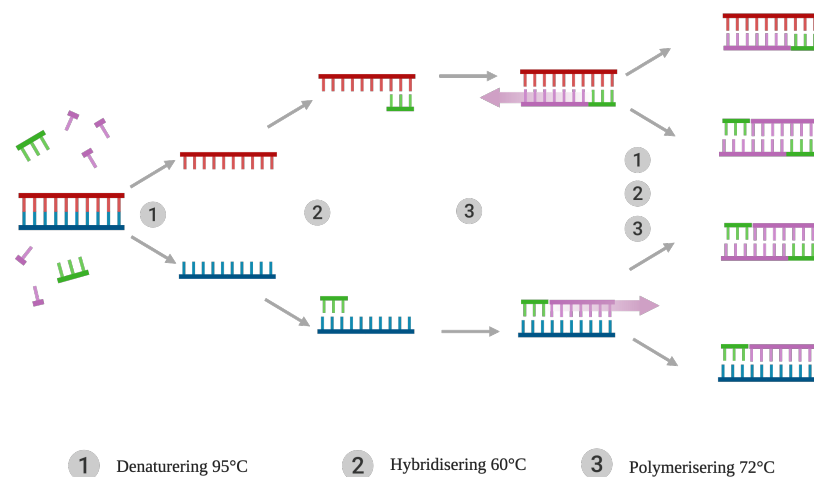 1
2
3
1
2
3
1 Denaturering 95°C
2 Hybridisering 60°C
3 Polymerisering 72°C